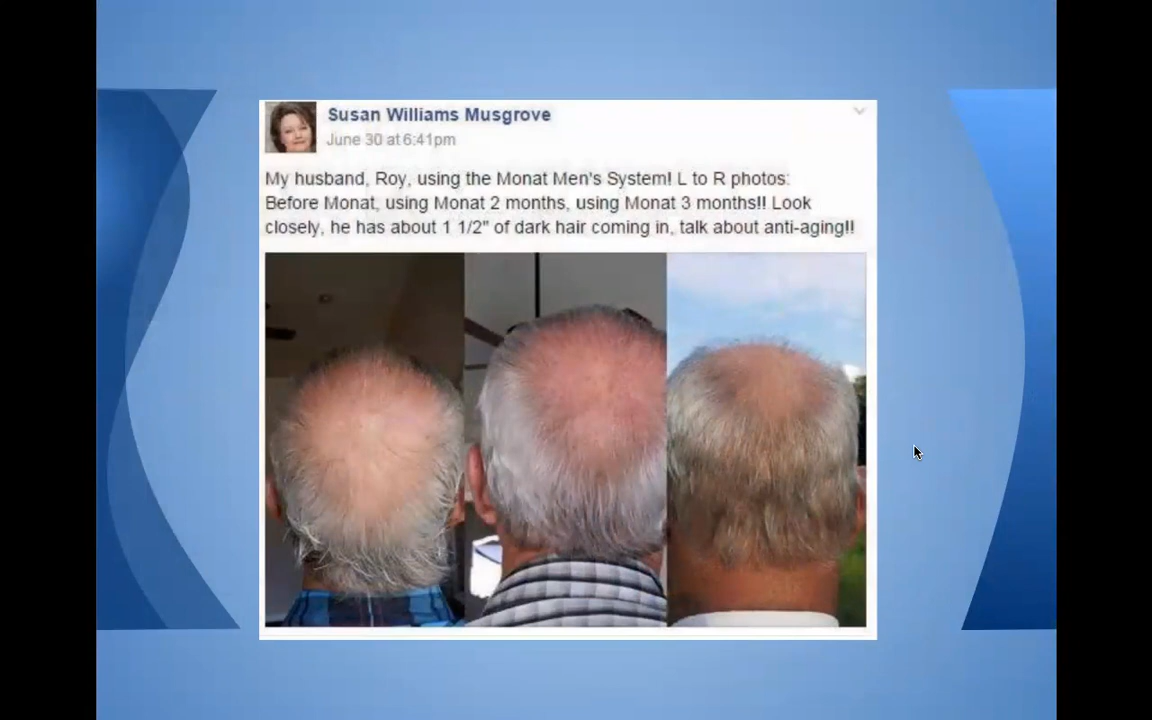 Susan Williams Musgrove
June 30 at 6:41pm
My husband, Roy, using the Monat Men's System! L to R photos:
Before Monat, using Monat 2 months, using Monat 3 months!! Look
closely, he has about 1 1/2" of dark hair coming in, talk about anti-aging!!